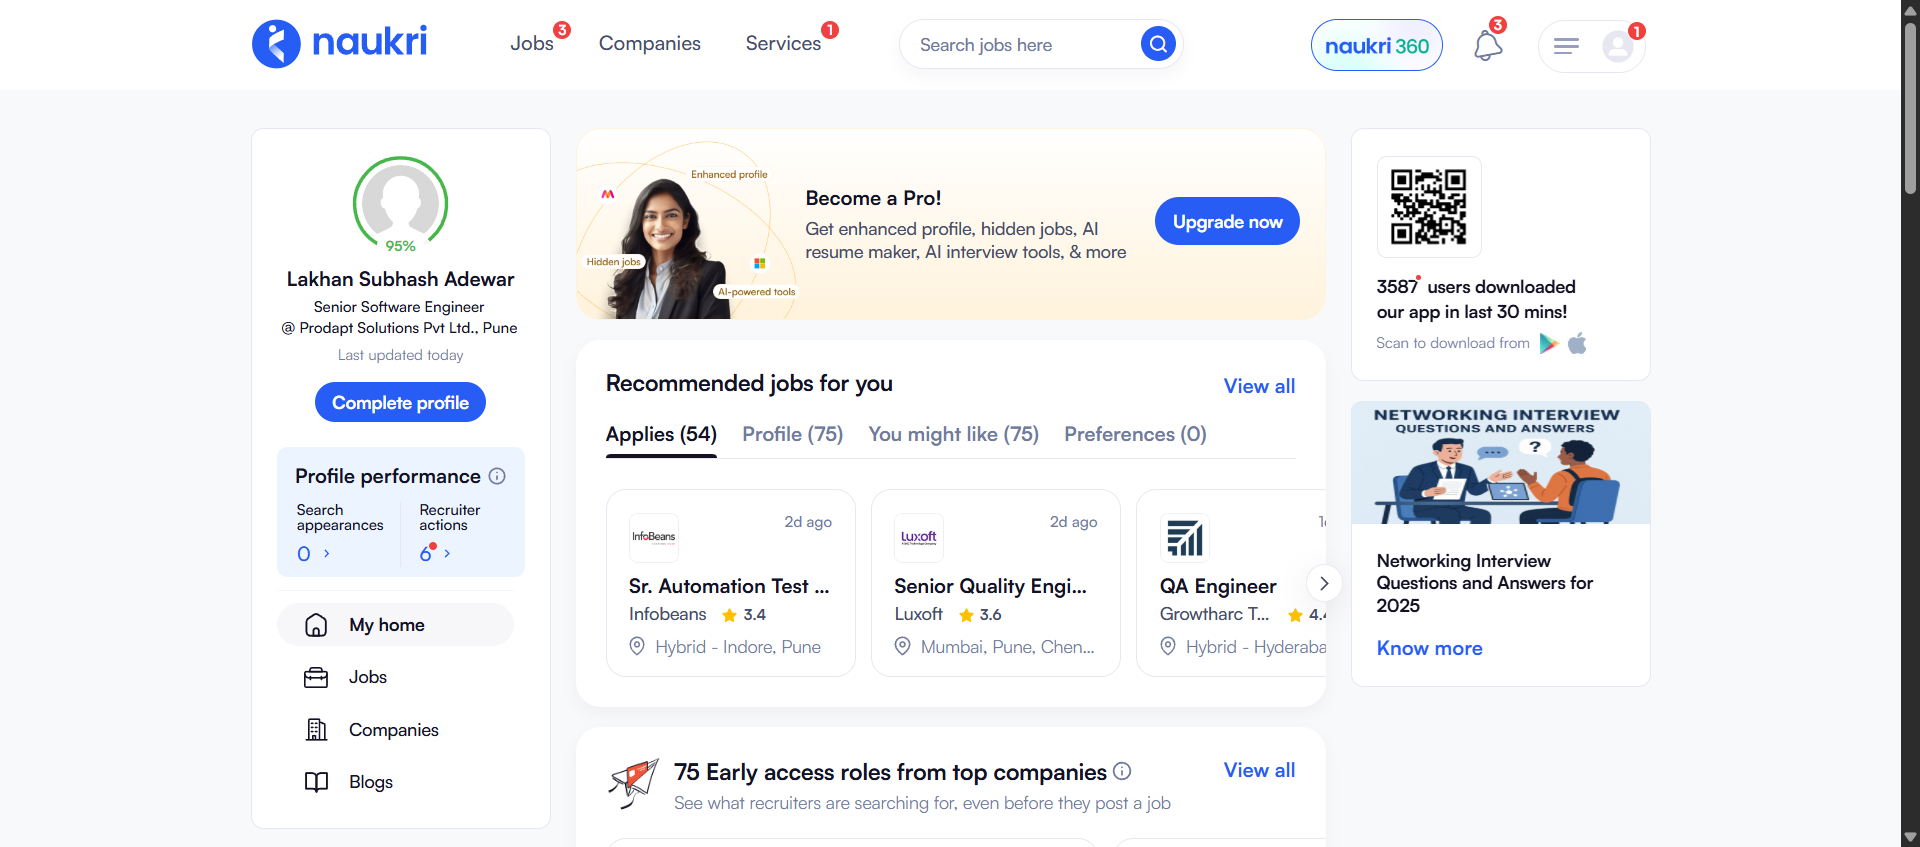 naukri
Jobs 3
Companies
Services 1
Search jobs here
naukri 360
3
1
95%
Lakhan Subhash Adewar
Senior Software Engineer
@ Prodapt Solutions Pvt Ltd., Pune
Last updated today
Complete profile
Profile performance
Search appearances
0
Recruiter actions
6
My home
Jobs
Companies
Blogs
Enhanced profile
Hidden jobs
AI-powered tools
Become a Pro!
Get enhanced profile, hidden jobs, AI
resume maker, AI interview tools, & more
Upgrade now
Recommended jobs for you
View all
Applies (54)
Profile (75)
You might like (75)
Preferences (0)
InfoBeans
2d ago
Sr. Automation Test ...
Infobeans 3.4
Hybrid - Indore, Pune
Luxoft
2d ago
Senior Quality Engi...
Luxoft 3.6
Mumbai, Pune, Chen...
QA Engineer
Growtharc T...
Hybrid - Hyderaba
75 Early access roles from top companies
View all
See what recruiters are searching for, even before they post a job
3587 users downloaded
our app in last 30 mins!
Scan to download from
NETWORKING INTERVIEW
QUESTIONS AND ANSWERS
?
Networking Interview
Questions and Answers for
2025
Know more